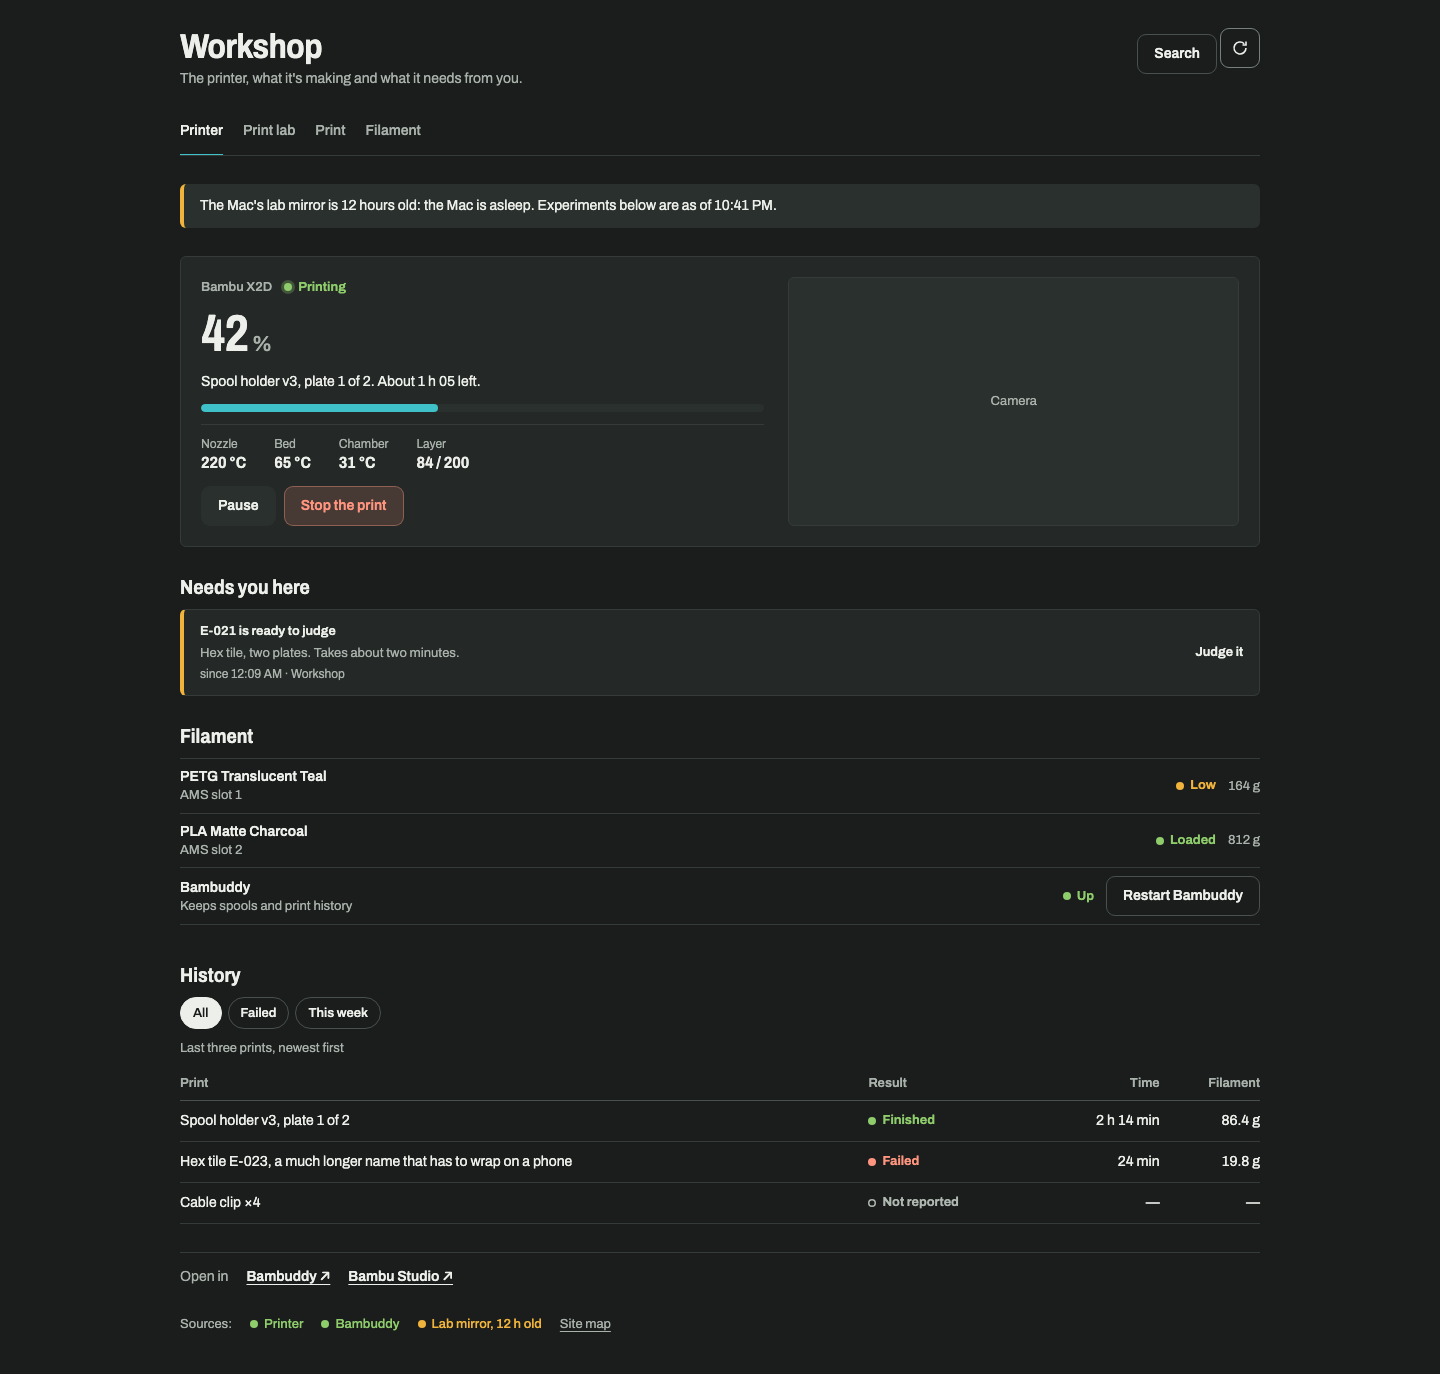 Workshop
The printer, what it's making and what it needs from you.
Search
Printer Print lab Print Filament
The Mac's lab mirror is 12 hours old: the Mac is asleep. Experiments below are as of 10:41 PM.
Bambu X2D Printing
42 %
Spool holder v3, plate 1 of 2. About 1 h 05 left.
Nozzle Bed Chamber Layer
220 °C 65 °C 31 °C 84 / 200
Pause Stop the print
Camera
Needs you here
E-021 is ready to judge
Hex tile, two plates. Takes about two minutes.
since 12:09 AM · Workshop
Judge it
Filament
PETG Translucent Teal
AMS slot 1
Low 164 g
PLA Matte Charcoal
AMS slot 2
Loaded 812 g
Bambuddy
Keeps spools and print history
Up Restart Bambuddy
History
All Failed This week
Last three prints, newest first
Print Result Time Filament
Spool holder v3, plate 1 of 2 Finished 2 h 14 min 86.4 g
Hex tile E-023, a much longer name that has to wrap on a phone Failed 24 min 19.8 g
Cable clip ×4 Not reported — —
Open in Bambuddy ↗ Bambu Studio ↗
Sources: Printer Bambuddy Lab mirror, 12 h old Site map